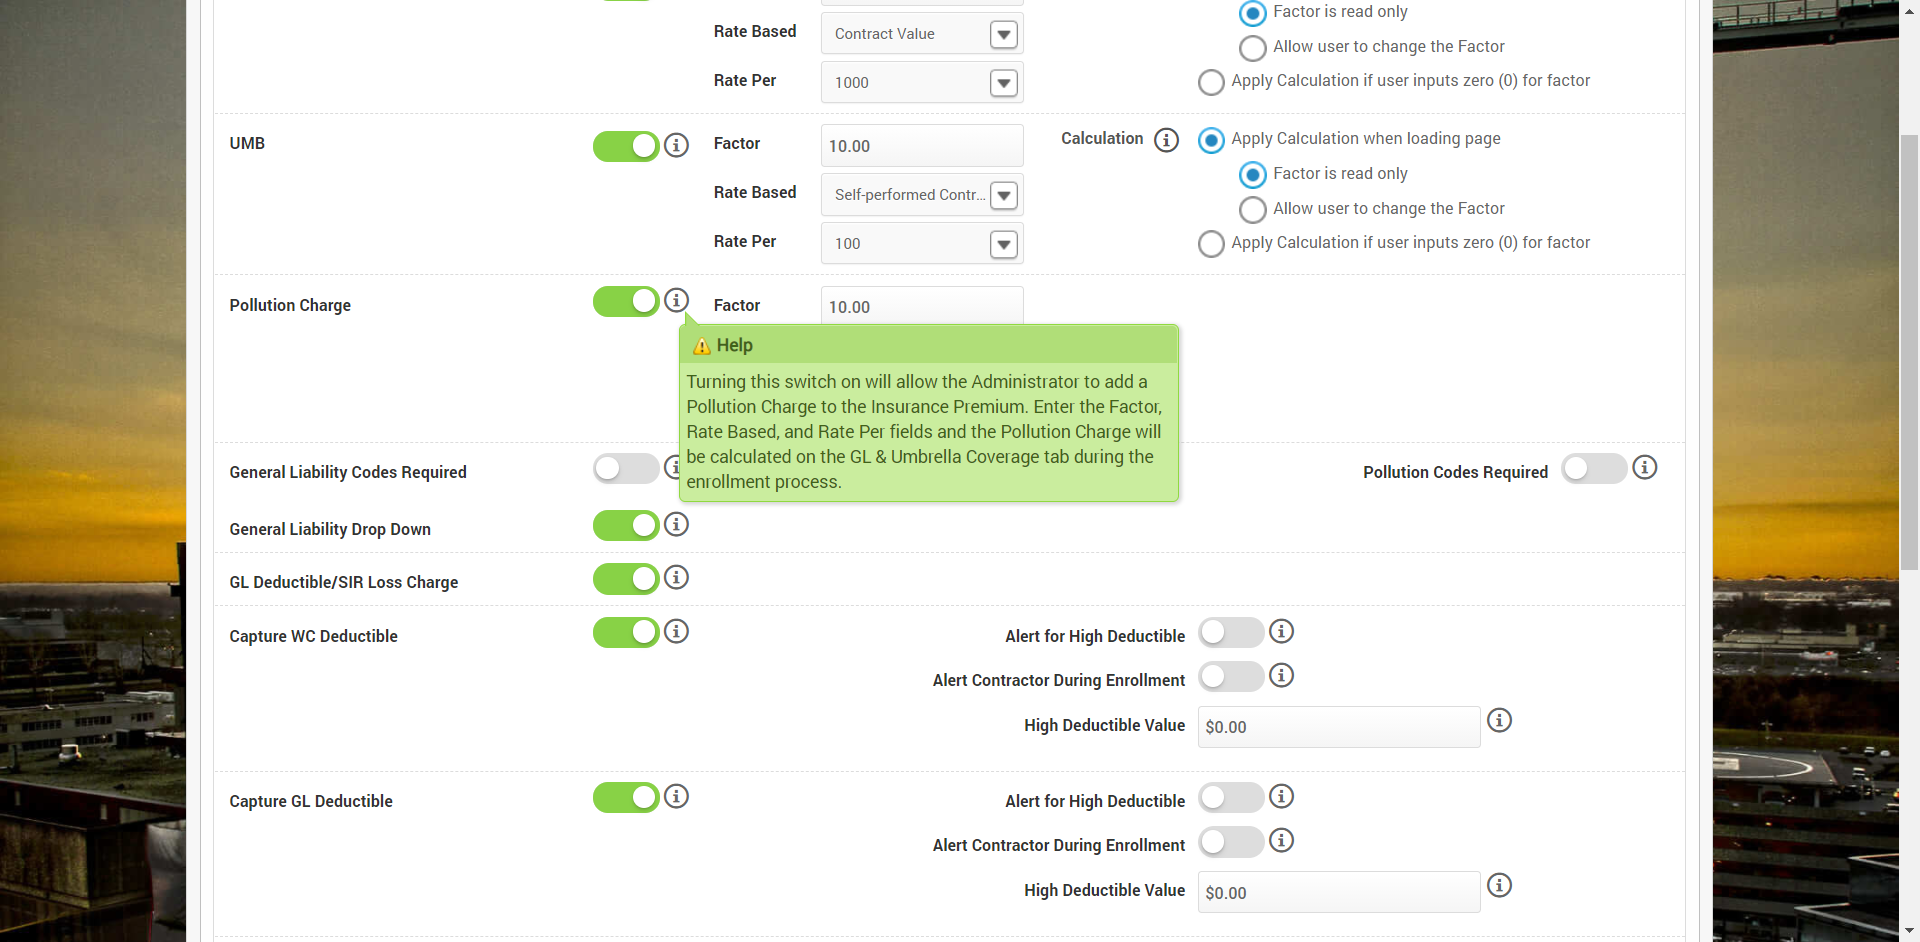 Factor is read only
Rate Based Contract Value
Allow user to change the Factor
Rate Per 1000
Apply Calculation if user inputs zero (0) for factor
UMB Factor 10.00 Calculation Apply Calculation when loading page
Factor is read only
Rate Based Self-performed Contr...
Allow user to change the Factor
Rate Per 100
Apply Calculation if user inputs zero (0) for factor
Pollution Charge Factor 10.00
Help
Turning this switch on will allow the Administrator to add a
Pollution Charge to the Insurance Premium. Enter the Factor,
Rate Based, and Rate Per fields and the Pollution Charge will
be calculated on the GL & Umbrella Coverage tab during the
enrollment process.
General Liability Codes Required Pollution Codes Required
General Liability Drop Down
GL Deductible/SIR Loss Charge
Capture WC Deductible Alert for High Deductible
Alert Contractor During Enrollment
High Deductible Value $0.00
Capture GL Deductible Alert for High Deductible
Alert Contractor During Enrollment
High Deductible Value $0.00